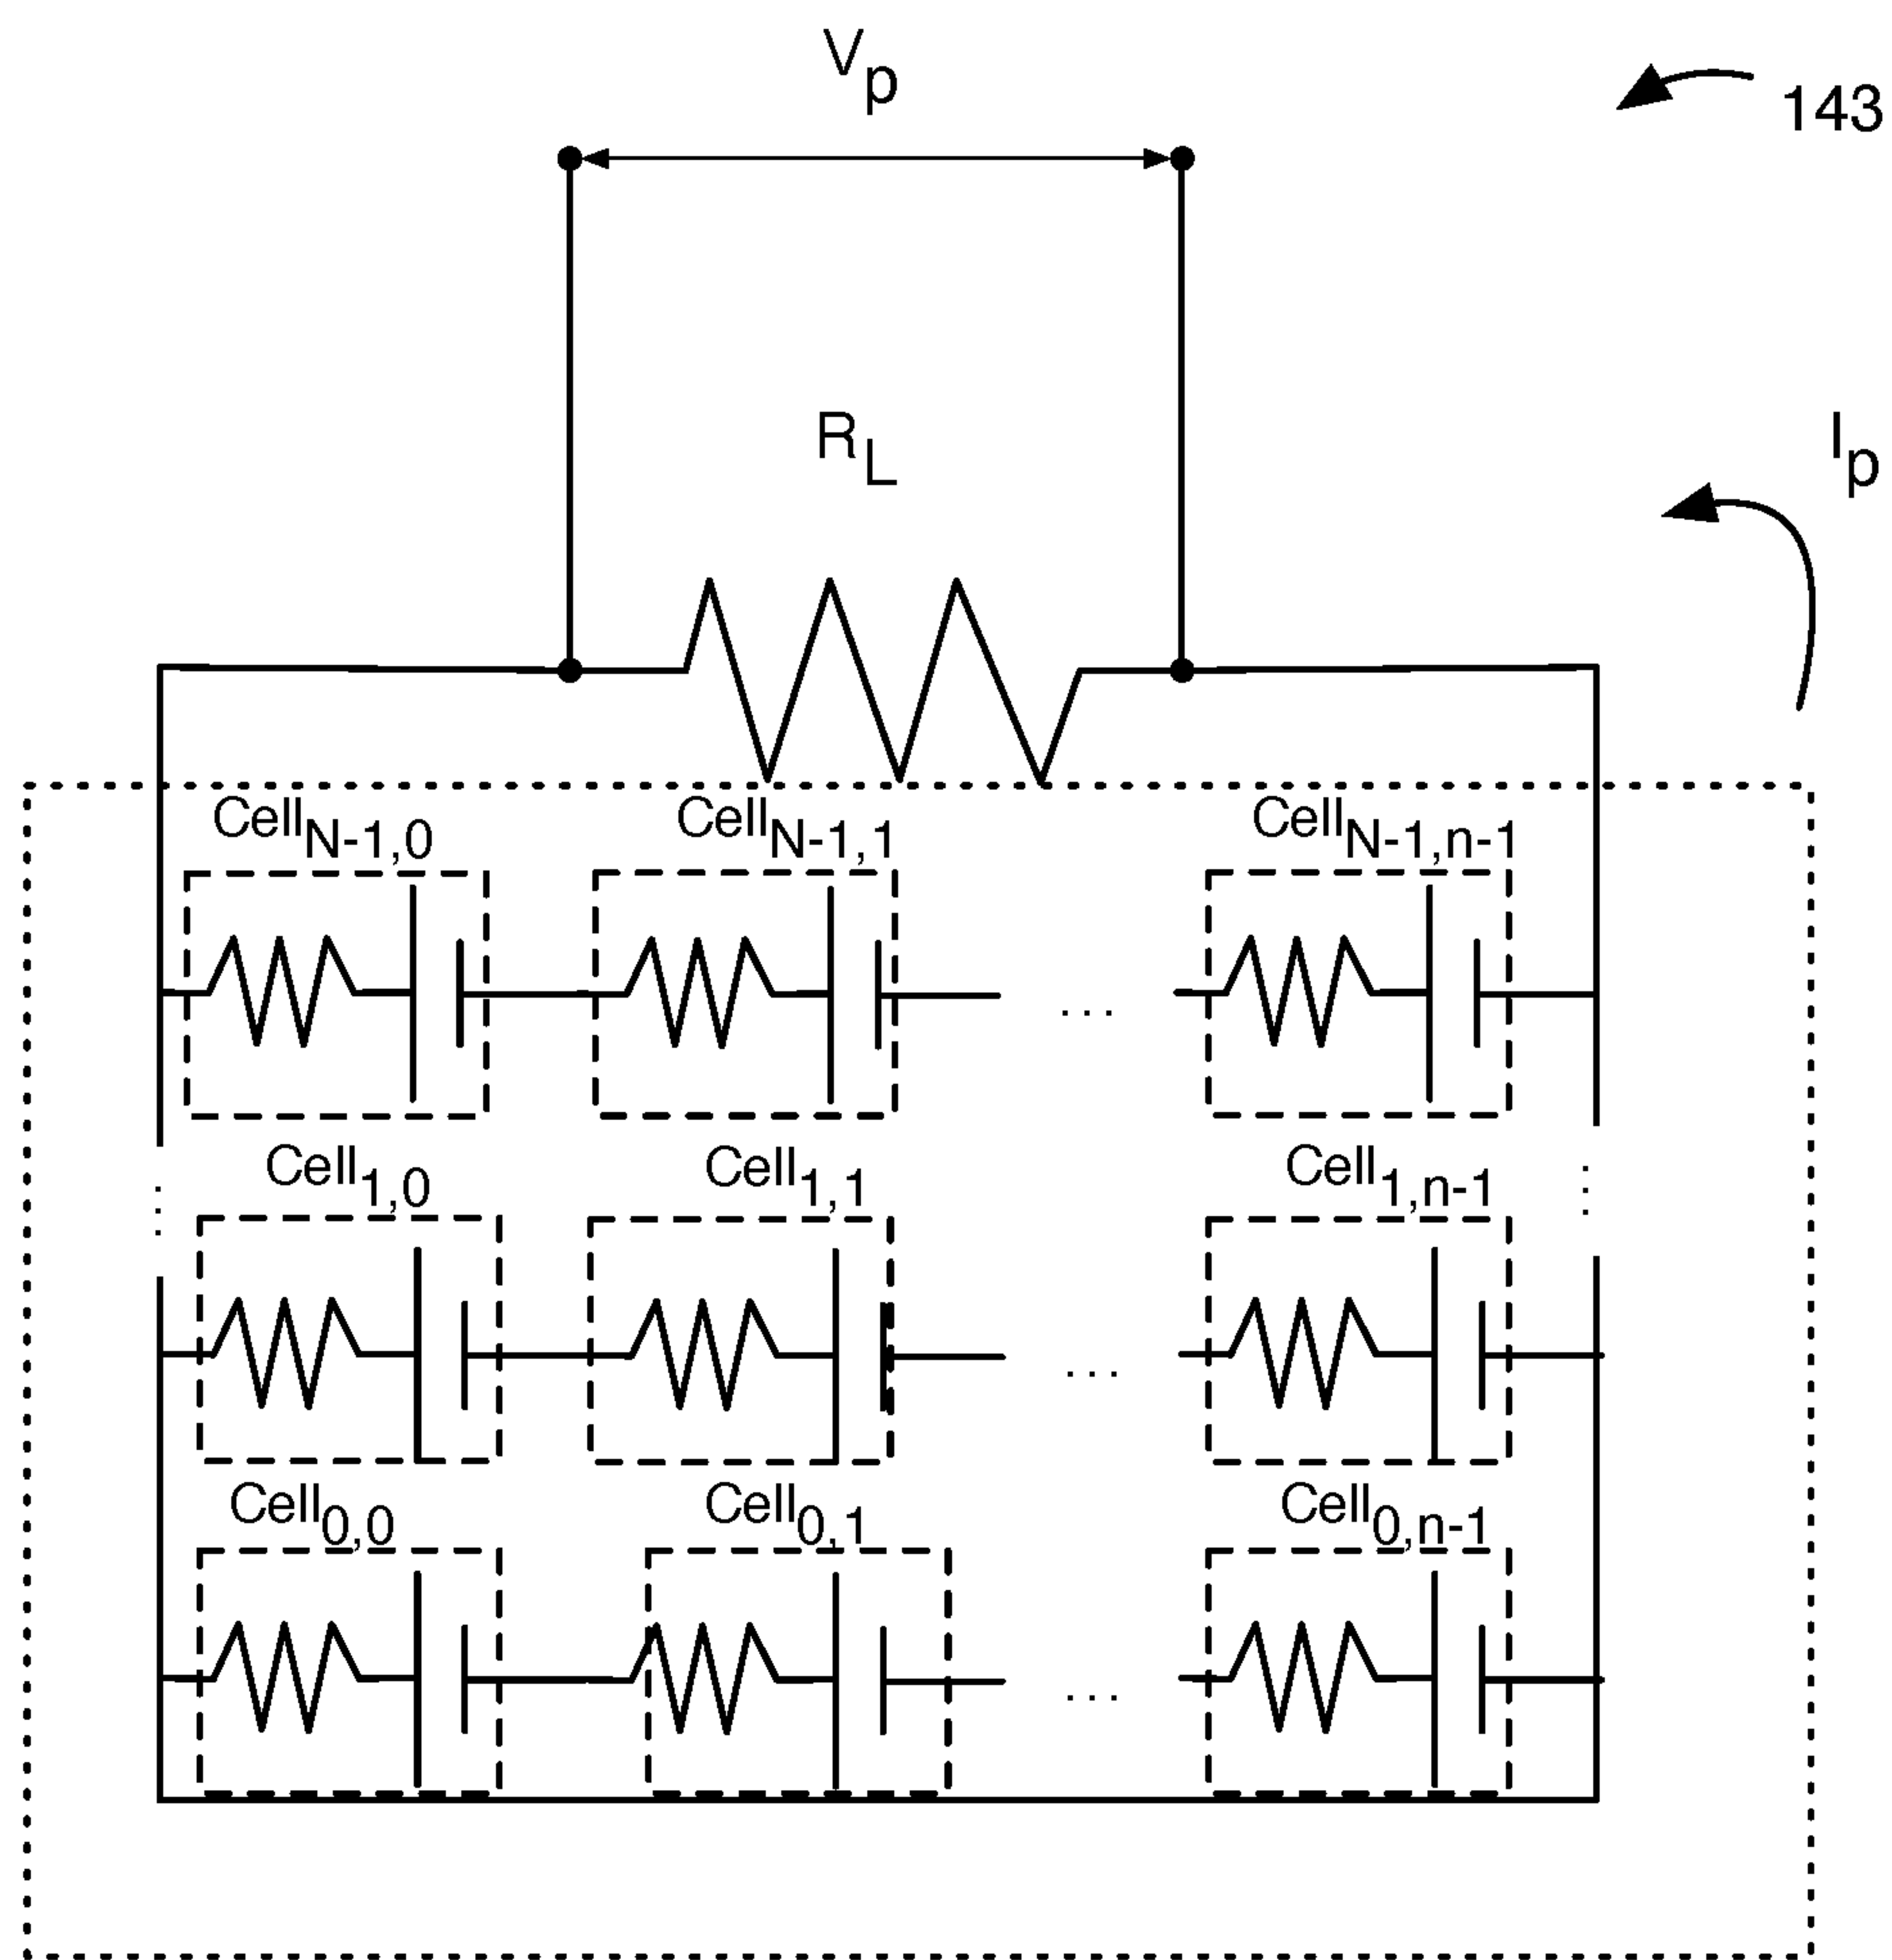 Vp
143
RL
Ip
CellN-1,0 CellN-1,1 CellN-1,n-1
...
Cell1,0 Cell1,1 Cell1,n-1
...
Cell0,0 Cell0,1 Cell0,n-1
...